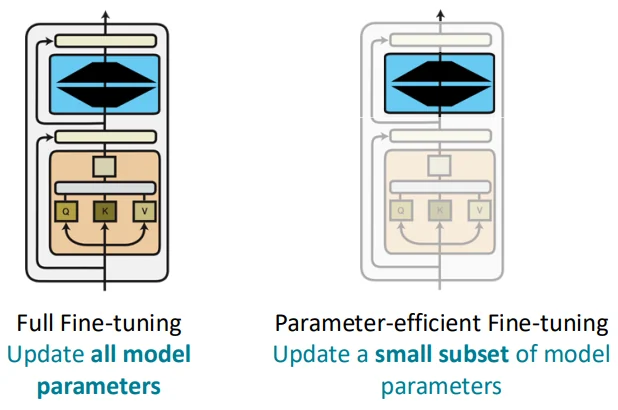 Q K V
Q K V
Full Fine-tuning
Update all model
parameters
Parameter-efficient Fine-tuning
Update a small subset of model
parameters